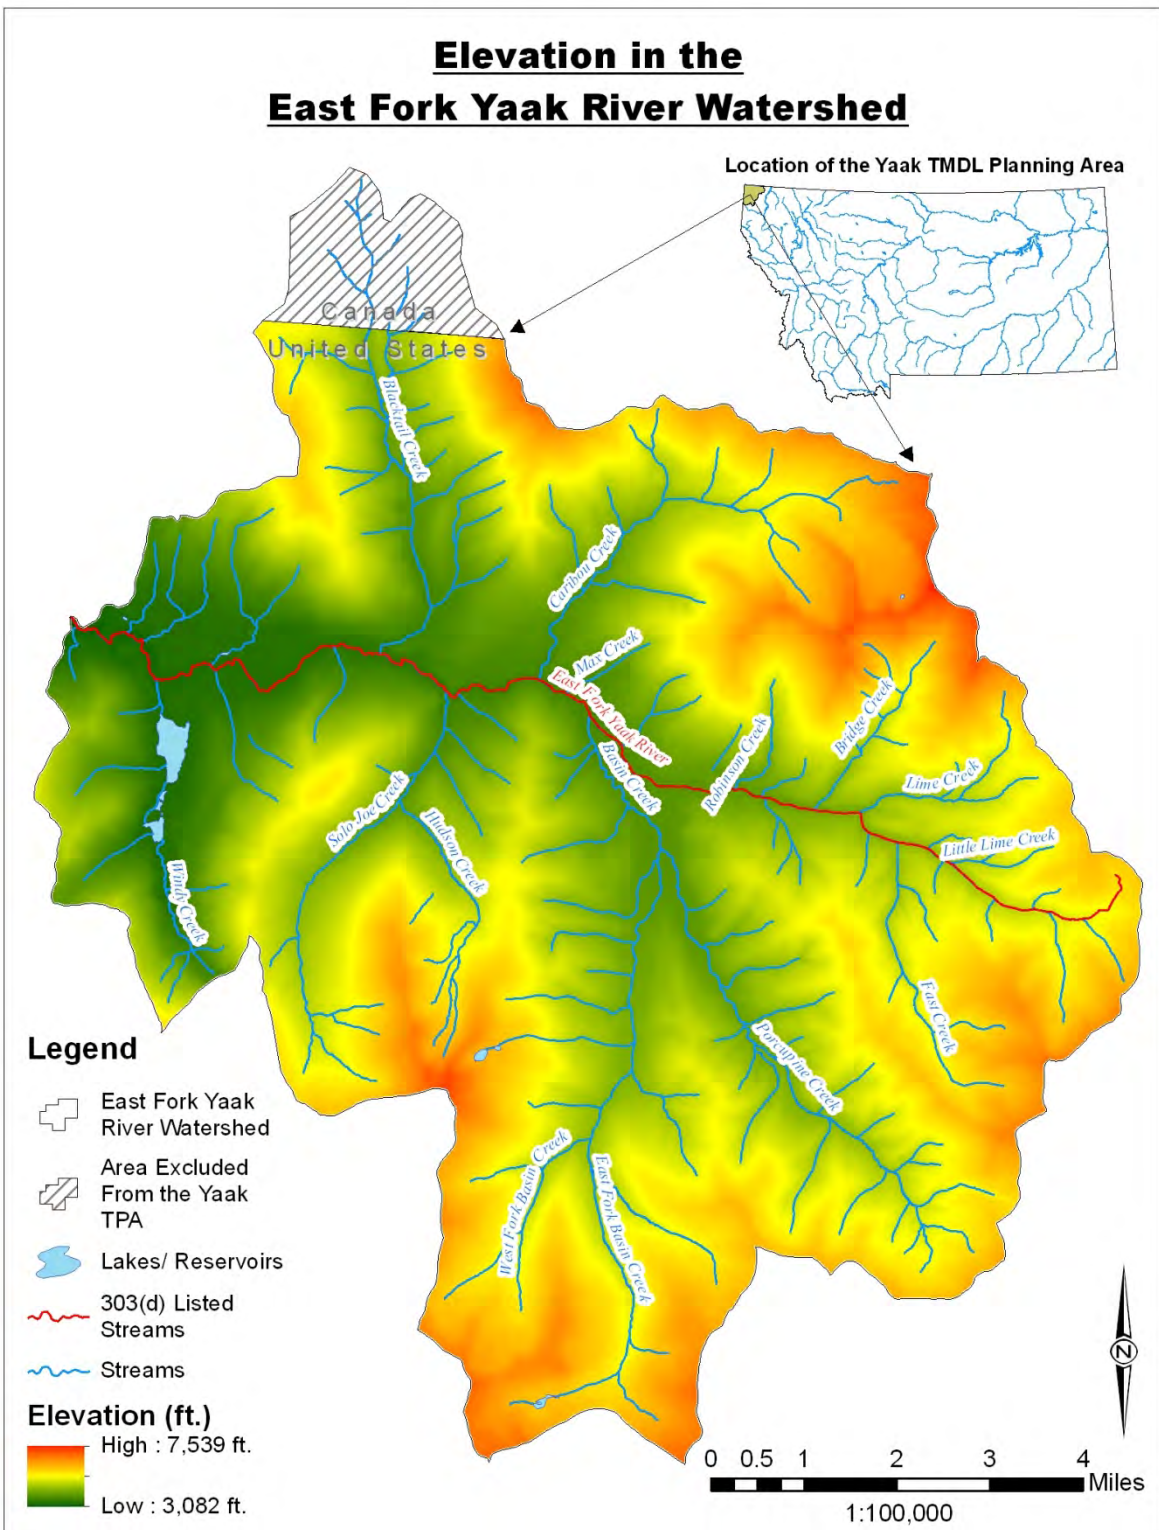 Elevation in the
East Fork Yaak River Watershed
Location of the Yaak TMDL Planning Area
Canada
United States
Blacktail Creek
Caribou Creek
Max Creek
East Fork Yaak River
Basin Creek
Robinson Creek
Bridge Creek
Lime Creek
Little Lime Creek
Solo Joe Creek
Hudson Creek
Windy Creek
East Creek
Porcupine Creek
West Fork Basin Creek
East Fork Basin Creek
Legend
East Fork Yaak
River Watershed
Area Excluded
From the Yaak
TPA
Lakes/ Reservoirs
303(d) Listed
Streams
Streams
Elevation (ft.)
High : 7,539 ft.
Low : 3,082 ft.
N
0 0.5 1 2 3 4
Miles
1:100,000